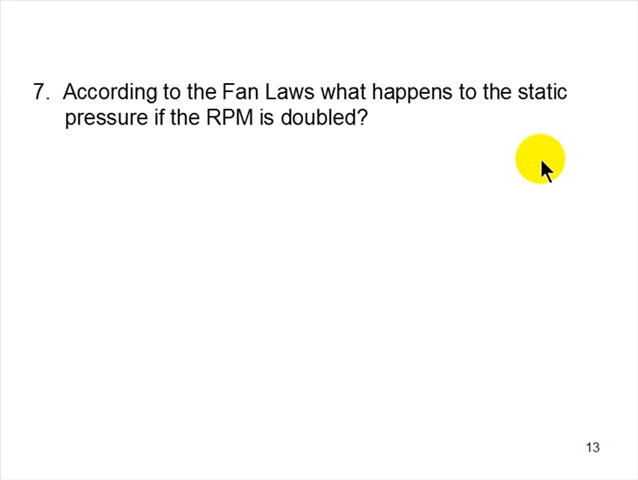 7. According to the Fan Laws what happens to the static
pressure if the RPM is doubled?
13